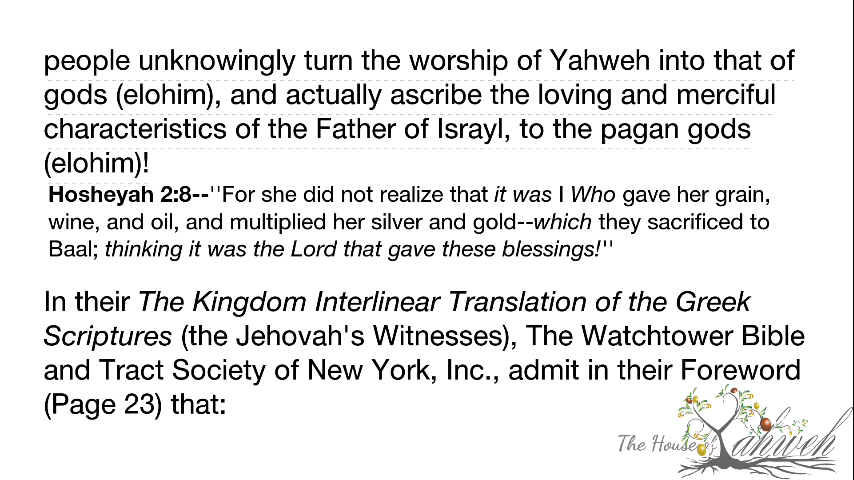 people unknowingly turn the worship of Yahweh into that of
gods (elohim), and actually ascribe the loving and merciful
characteristics of the Father of Israyl, to the pagan gods
(elohim)!
Hosheyah 2:8--''For she did not realize that it was I Who gave her grain,
wine, and oil, and multiplied her silver and gold--which they sacrificed to
Baal; thinking it was the Lord that gave these blessings!''
In their The Kingdom Interlinear Translation of the Greek
Scriptures (the Jehovah's Witnesses), The Watchtower Bible
and Tract Society of New York, Inc., admit in their Foreword
(Page 23) that:
The House of Yahweh